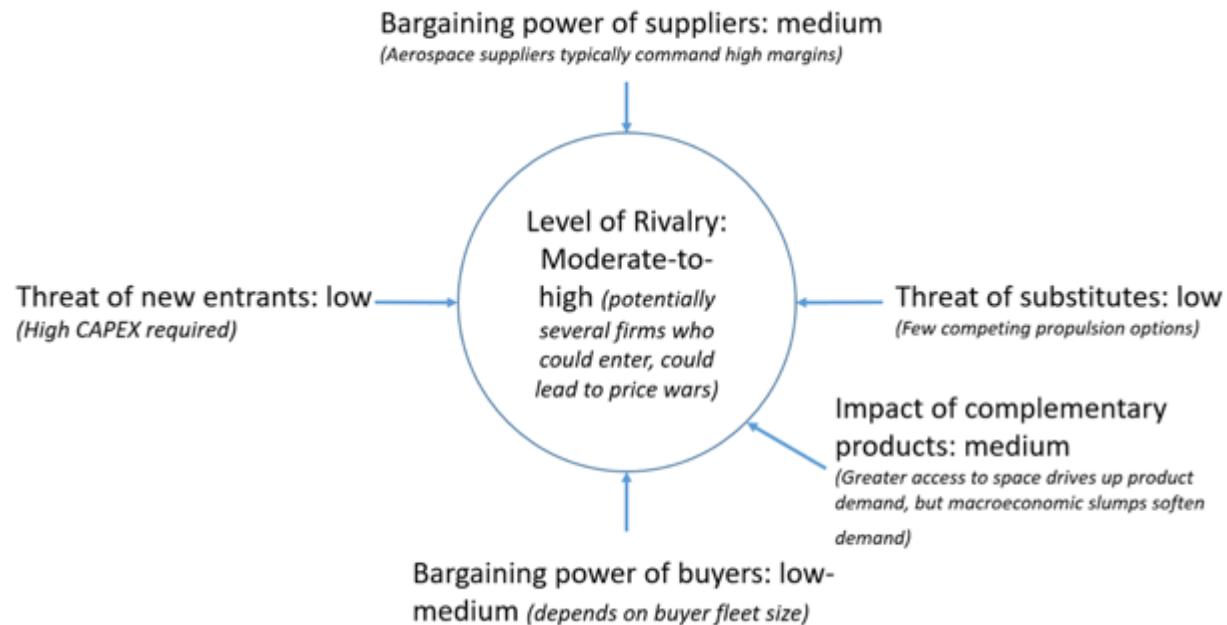 Bargaining power of suppliers: medium
(Aerospace suppliers typically command high margins)
Level of Rivalry:
Moderate-to-
high (potentially
several firms who
could enter, could
lead to price wars)
Threat of new entrants: low
(High CAPEX required)
Threat of substitutes: low
(Few competing propulsion options)
Impact of complementary
products: medium
(Greater access to space drives up product
demand, but macroeconomic slumps soften
demand)
Bargaining power of buyers: low-
medium (depends on buyer fleet size)